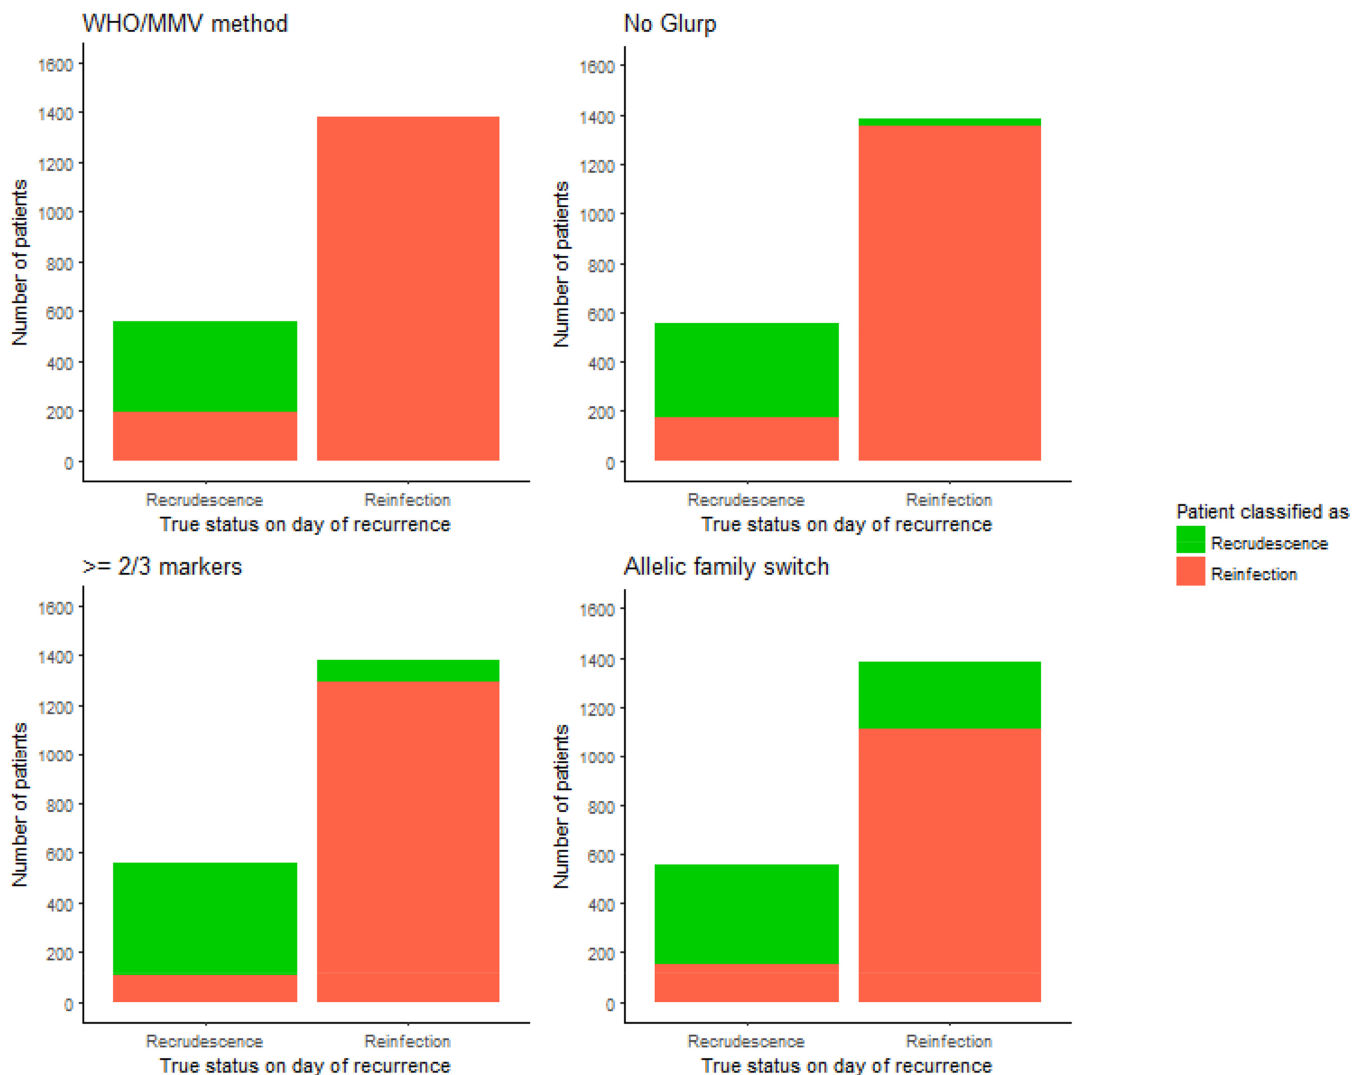 WHO/MMV method
Number of patients
1600
1400
1200
1000
800
600
400
200
0
Recrudescence Reinfection
True status on day of recurrence
No Glurp
Number of patients
1600
1400
1200
1000
800
600
400
200
0
Recrudescence Reinfection
True status on day of recurrence
>= 2/3 markers
Number of patients
1600
1400
1200
1000
800
600
400
200
0
Recrudescence Reinfection
True status on day of recurrence
Allelic family switch
Number of patients
1600
1400
1200
1000
800
600
400
200
0
Recrudescence Reinfection
True status on day of recurrence
Patient classified as
Recrudescence
Reinfection